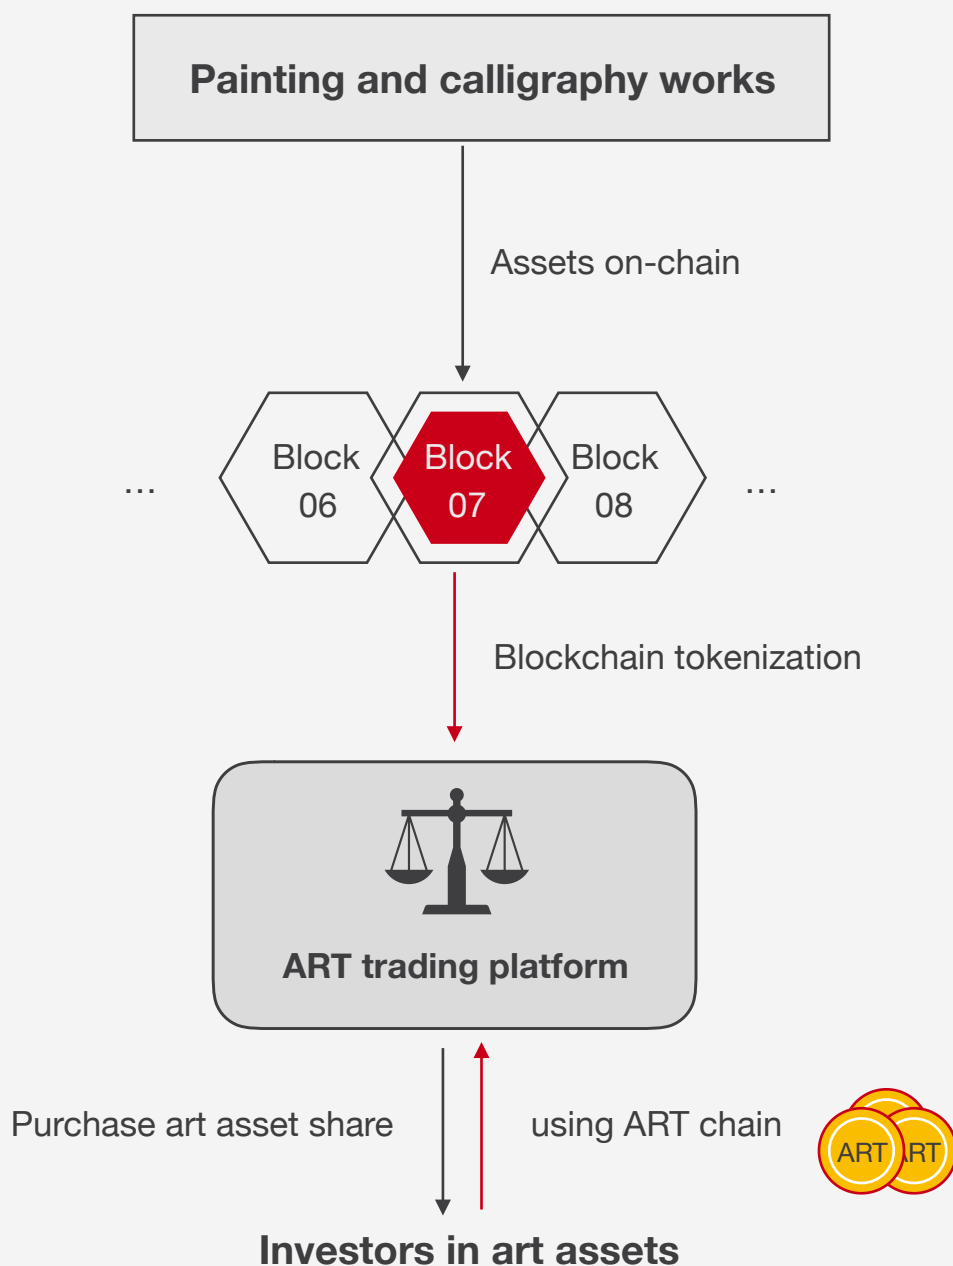 Painting and calligraphy works
Assets on-chain
Block
06
Block
07
Block
08
...
...
Blockchain tokenization
ART trading platform
Purchase art asset share
using ART chain
ART
ART
Investors in art assets